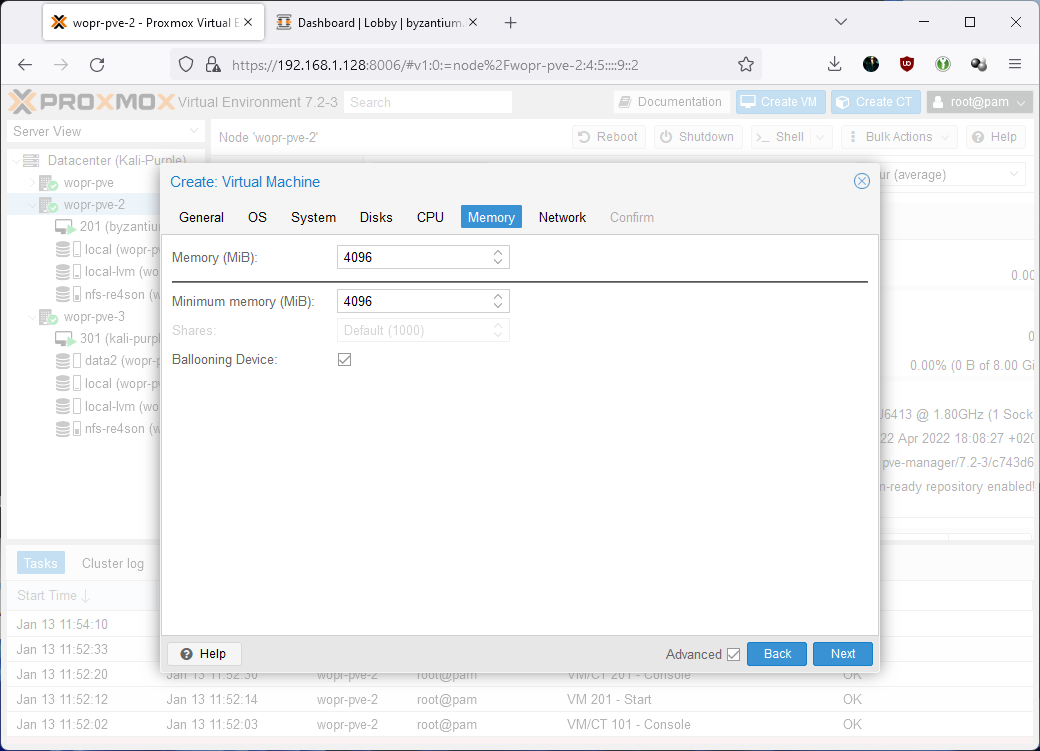 wopr-pve-2 - Proxmox Virtual E
Dashboard | Lobby | byzantium.
https://192.168.1.128:8006/#v1:0:=node%2Fwopr-pve-2:4:5::::9::2
PROXMOX Virtual Environment 7.2-3 Search Documentation Create VM Create CT root@pam
Server View
Node 'wopr-pve-2' Reboot Shutdown Shell Bulk Actions Help
Datacenter (Kali-Purple)
wopr-pve
wopr-pve-2
201 (byzantiu
local (wopr-pv
local-lvm (wo
nfs-re4son (w
wopr-pve-3
301 (kali-purpl
data2 (wopr-p
local (wopr-pv
local-lvm (wo
nfs-re4son (w
ur (average)
0.00
0
0.00% (0 B of 8.00 Gi
J6413 @ 1.80GHz (1 Sock
22 Apr 2022 18:08:27 +020
pve-manager/7.2-3/c743d6
n-ready repository enabled!
Create: Virtual Machine
General OS System Disks CPU Memory Network Confirm
Memory (MiB): 4096
Minimum memory (MiB): 4096
Shares: Default (1000)
Ballooning Device:
Help Advanced Back Next
Tasks Cluster log
Start Time
Jan 13 11:54:10
Jan 13 11:52:33
Jan 13 11:52:20 Jan 13 11:52:30 wopr-pve-2 root@pam VM/CT 201 - Console OK
Jan 13 11:52:12 Jan 13 11:52:14 wopr-pve-2 root@pam VM 201 - Start OK
Jan 13 11:52:02 Jan 13 11:52:03 wopr-pve-2 root@pam VM/CT 101 - Console OK